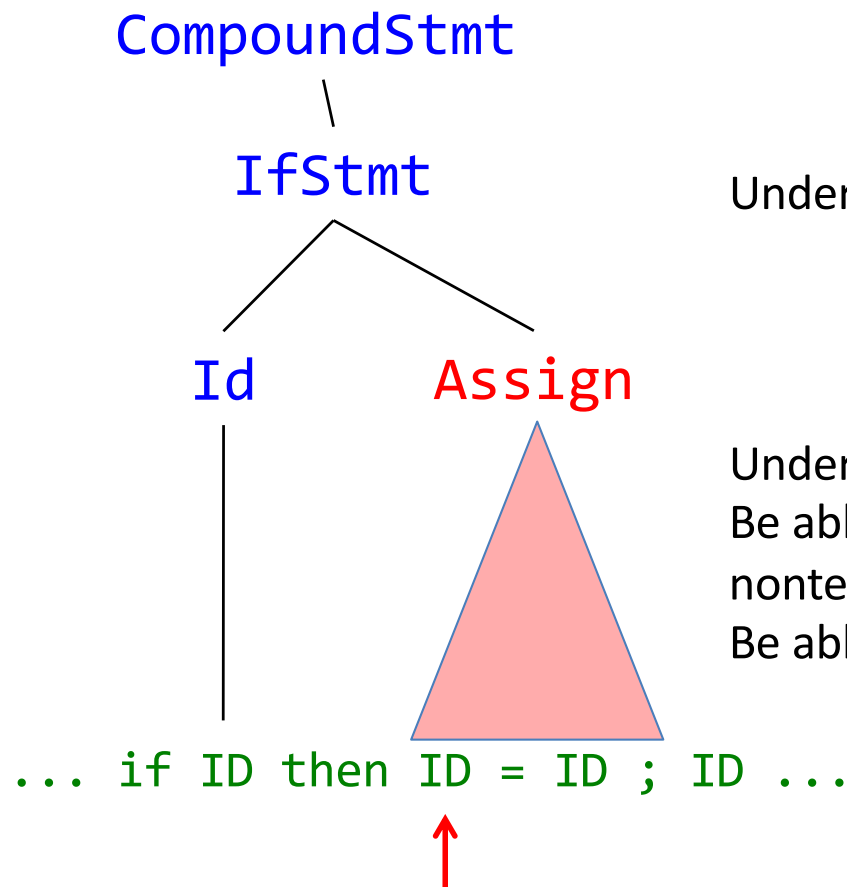 CompoundStmt
IfStmt
Under
Id
Assign
Under
Be abl
nonte
Be abl
... if ID then ID = ID ; ID ...